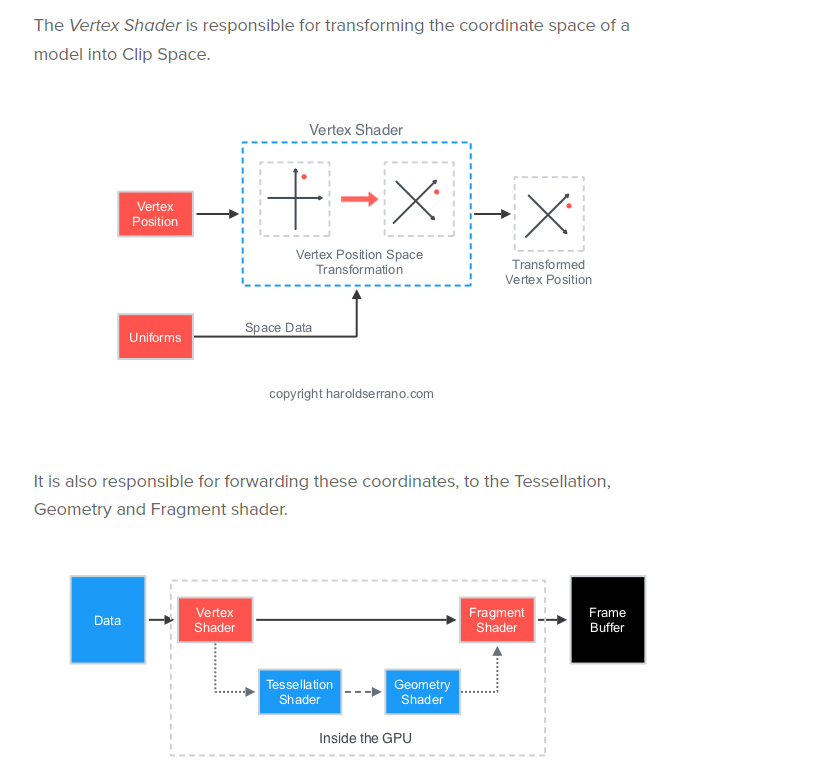 The Vertex Shader is responsible for transforming the coordinate space of a
model into Clip Space.
Vertex Shader
Vertex
Position
Vertex Position Space
Transformation
Transformed
Vertex Position
Uniforms
Space Data
copyright haroldserrano.com
It is also responsible for forwarding these coordinates, to the Tessellation,
Geometry and Fragment shader.
Data
Vertex
Shader
Fragment
Shader
Frame
Buffer
Tessellation
Shader
Geometry
Shader
Inside the GPU